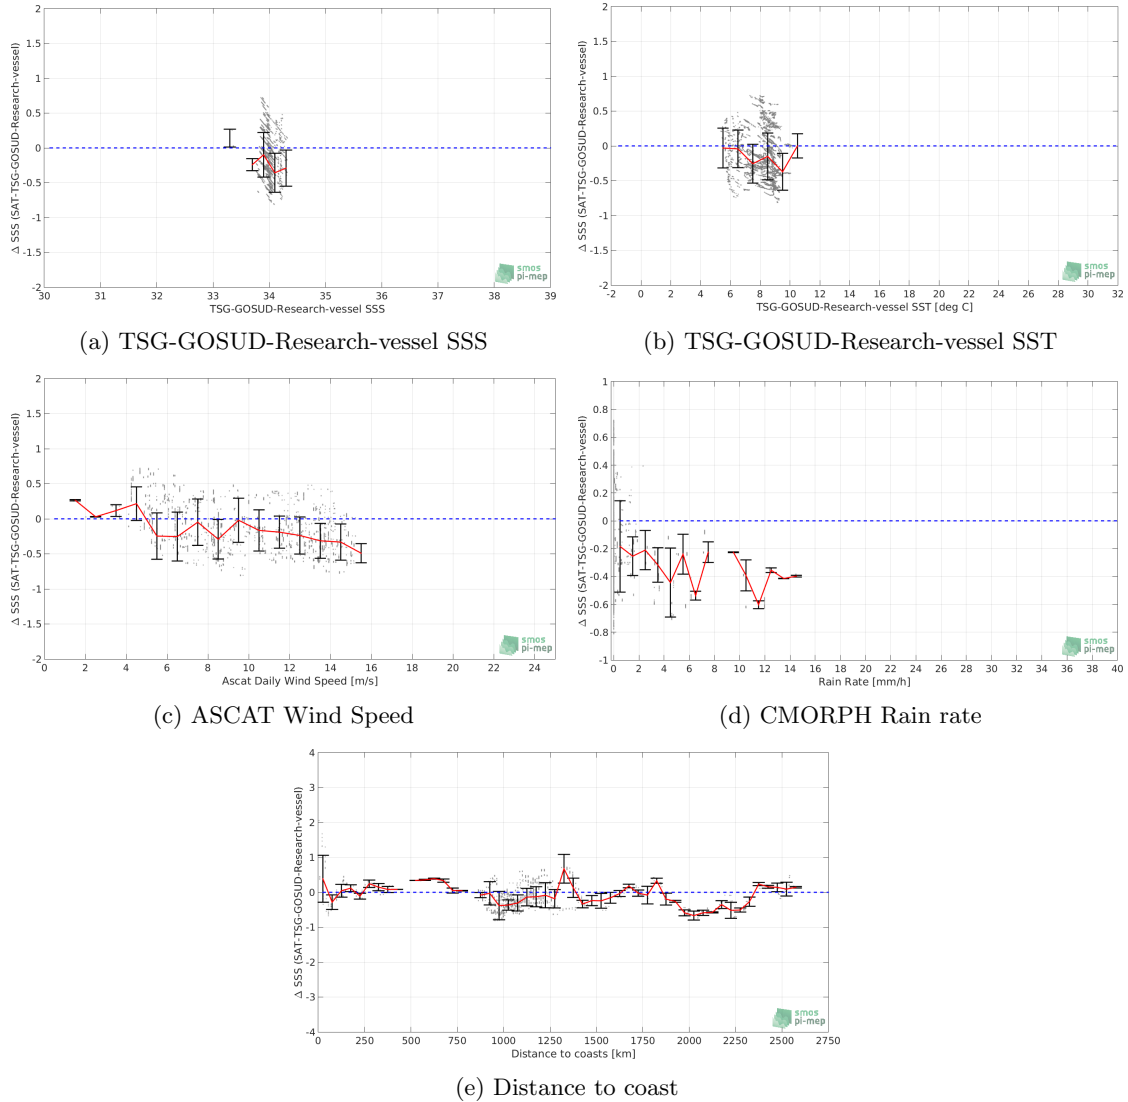 2
1.5
1
0.5
0
-0.5
-1
-1.5
-2
Δ SSS (SAT-TSG-GOSUD-Research-vessel)
30 31 32 33 34 35 36 37 38 39
TSG-GOSUD-Research-vessel SSS
smos
pi-mep
(a) TSG-GOSUD-Research-vessel SSS
2
1.5
1
0.5
0
-0.5
-1
-1.5
-2
Δ SSS (SAT-TSG-GOSUD-Research-vessel)
-2 0 2 4 6 8 10 12 14 16 18 20 22 24 26 28 30 32
TSG-GOSUD-Research-vessel SST [deg C]
smos
pi-mep
(b) TSG-GOSUD-Research-vessel SST
2
1.5
1
0.5
0
-0.5
-1
-1.5
-2
Δ SSS (SAT-TSG-GOSUD-Research-vessel)
0 2 4 6 8 10 12 14 16 18 20 22 24
Ascat Daily Wind Speed [m/s]
smos
pi-mep
(c) ASCAT Wind Speed
1
0.8
0.6
0.4
0.2
0
-0.2
-0.4
-0.6
-0.8
-1
Δ SSS (SAT-TSG-GOSUD-Research-vessel)
0 2 4 6 8 10 12 14 16 18 20 22 24 26 28 30 32 34 36 38 40
Rain Rate [mm/h]
smos
pi-mep
(d) CMORPH Rain rate
4
3
2
1
0
-1
-2
-3
-4
Δ SSS (SAT-TSG-GOSUD-Research-vessel)
0 250 500 750 1000 1250 1500 1750 2000 2250 2500 2750
Distance to coasts [km]
smos
pi-mep
(e) Distance to coast